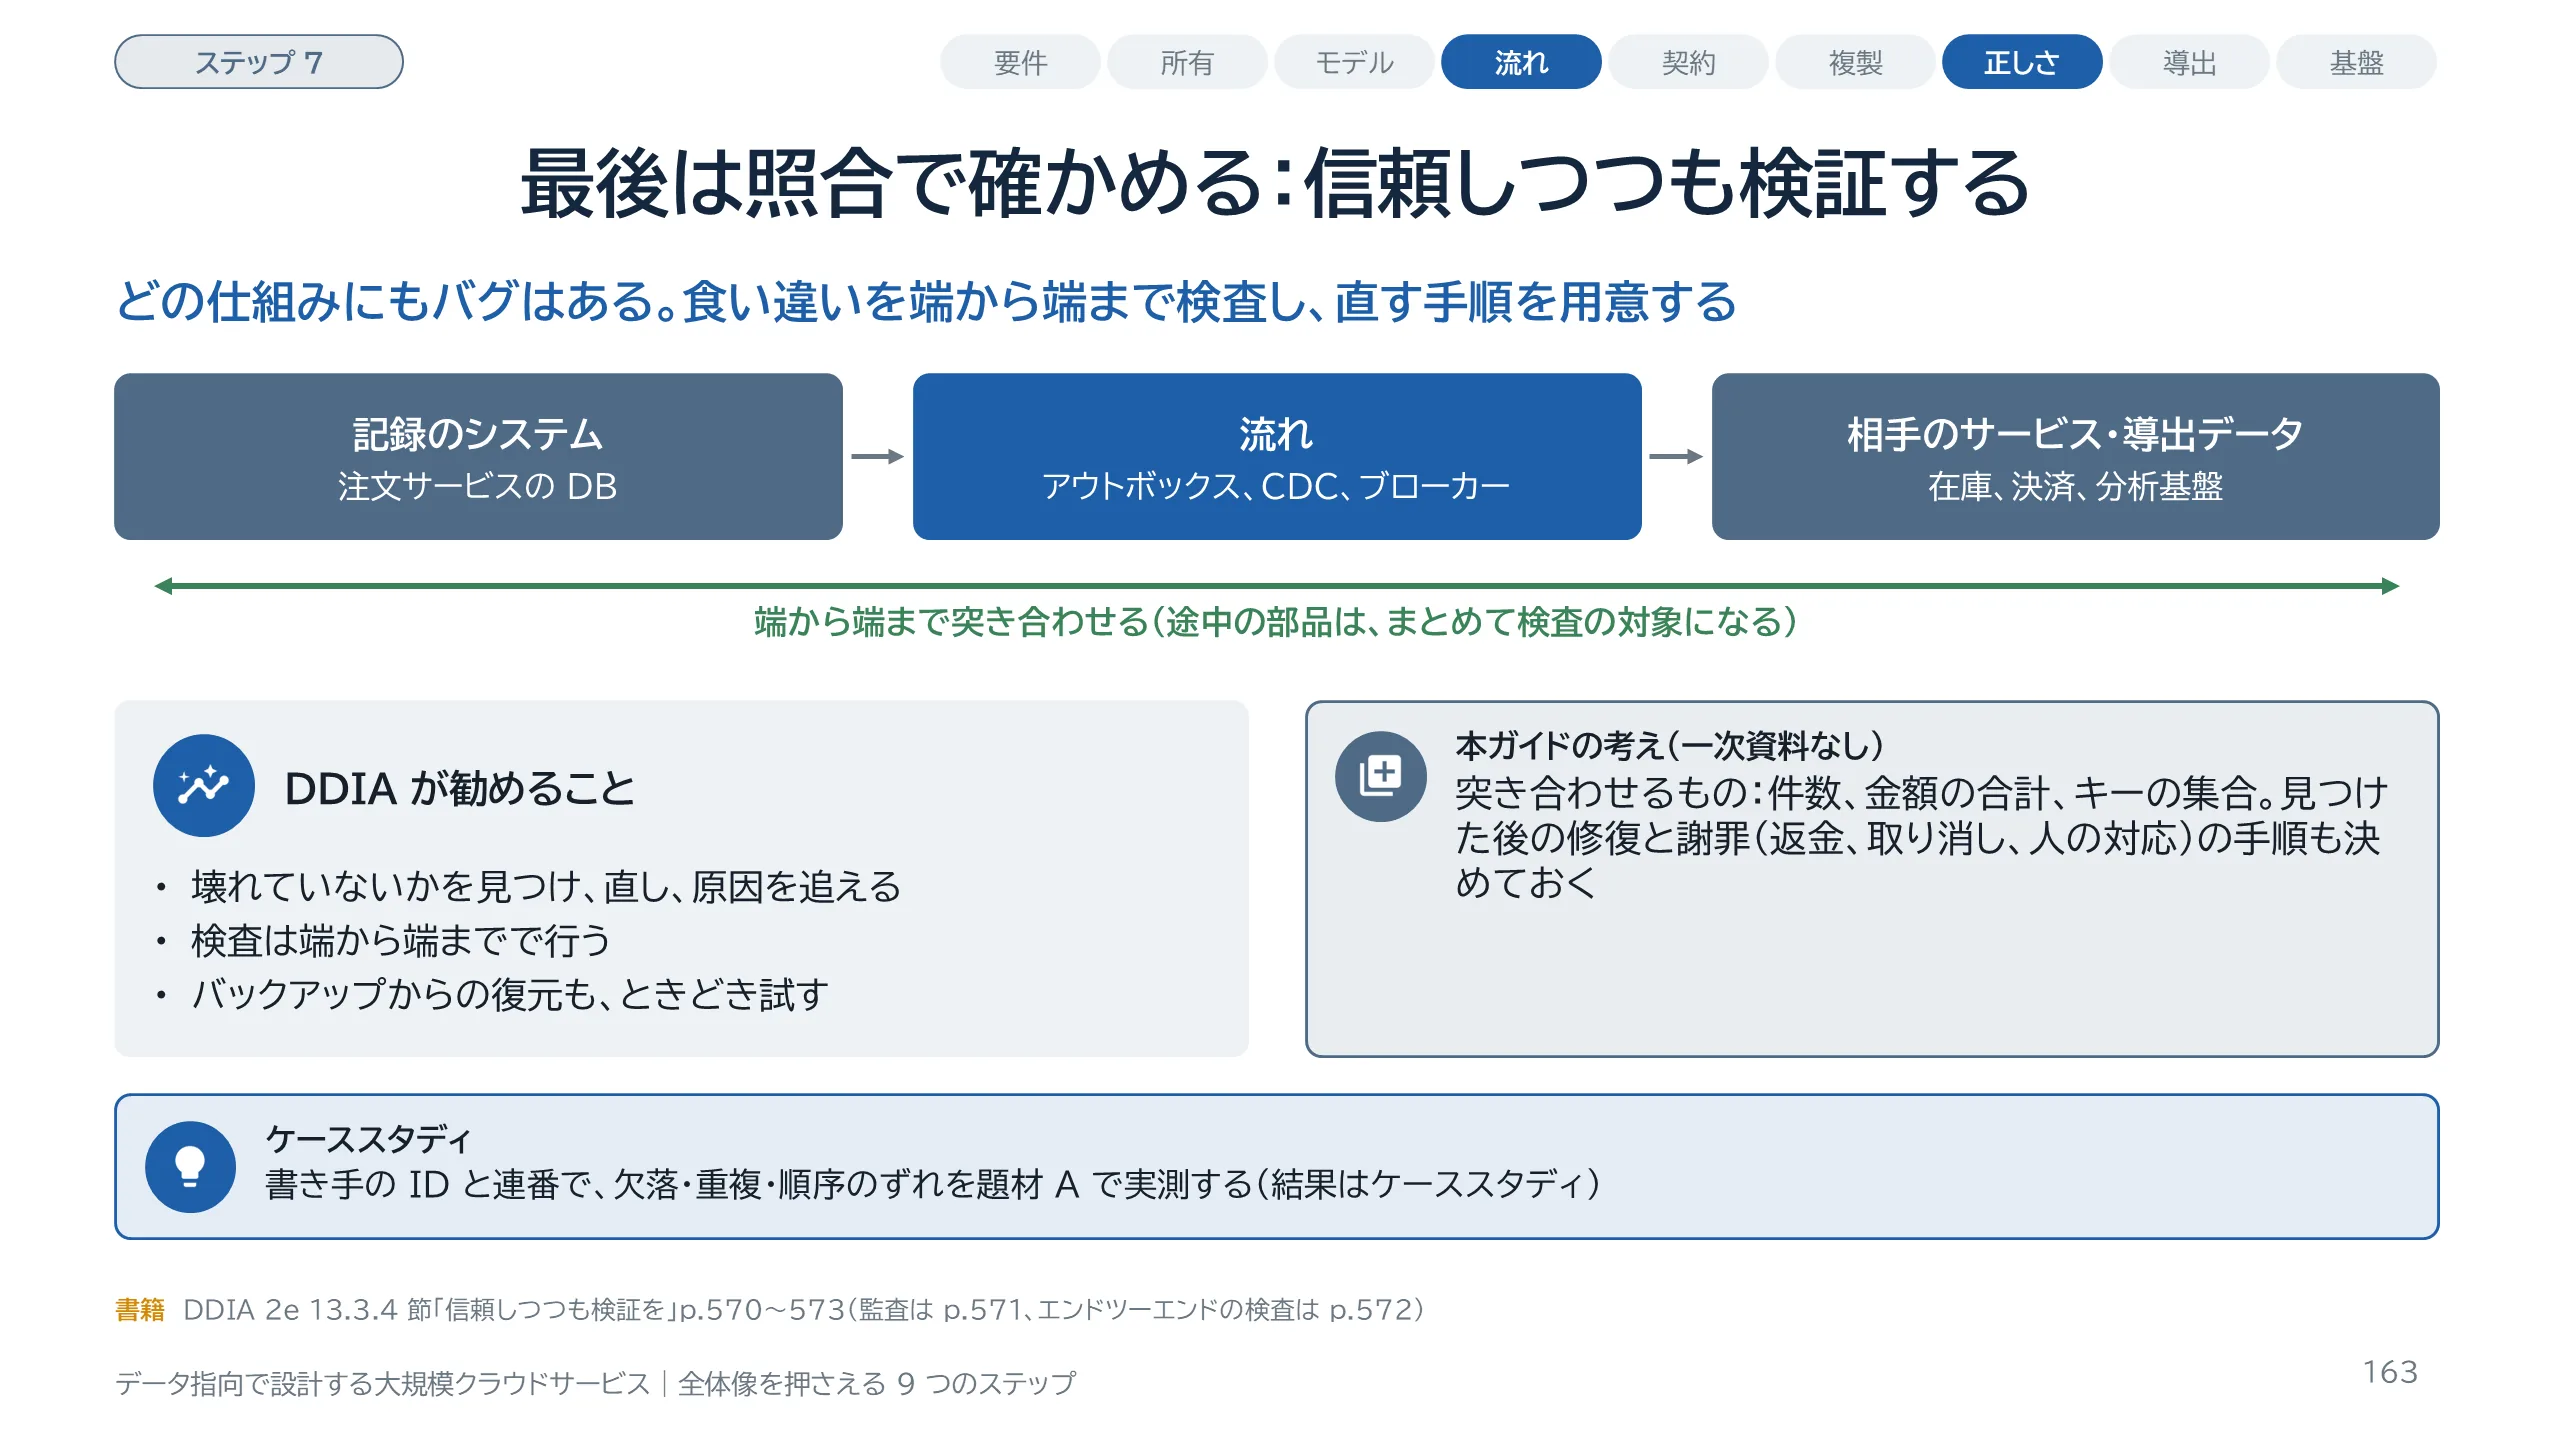 ステップ 7
要件
所有
モデル
流れ
契約
複製
正しさ
導出
基盤
最後は照合で確かめる：信頼しつつも検証する
どの仕組みにもバグはある。食い違いを端から端まで検査し、直す手順を用意する
記録のシステム
注文サービスの DB
流れ
アウトボックス、CDC、ブローカー
相手のサービス・導出データ
在庫、決済、分析基盤
端から端まで突き合わせる（途中の部品は、まとめて検査の対象になる）
DDIA が勧めること
• 壊れていないかを見つけ、直し、原因を追える
• 検査は端から端までで行う
• バックアップからの復元も、ときどき試す
本ガイドの考え（一次資料なし）
突き合わせるもの：件数、金額の合計、キーの集合。見つけ
た後の修復と謝罪（返金、取り消し、人の対応）の手順も決
めておく
ケーススタディ
書き手の ID と連番で、欠落・重複・順序のずれを題材 A で実測する（結果はケーススタディ）
書籍 DDIA 2e 13.3.4 節「信頼しつつも検証を」p.570～573（監査は p.571、エンドツーエンドの検査は p.572）
データ指向で設計する大規模クラウドサービス｜全体像を押さえる 9 つのステップ
163